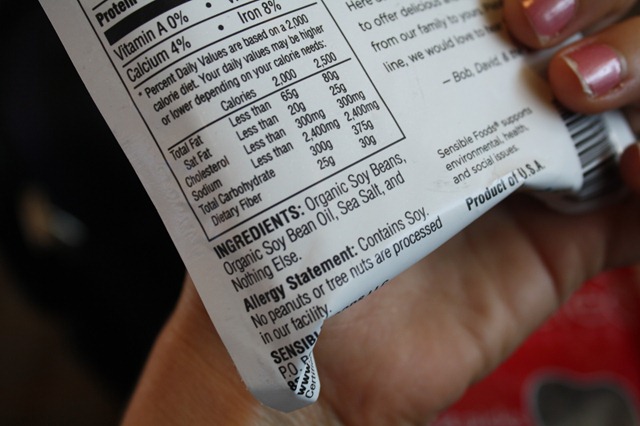 Protein
Vitamin A 0% •
Calcium 4% • Iron 8%
* Percent Daily Values are based on a 2,000
calorie diet. Your daily values may be higher
or lower depending on your calorie needs:
Calories 2,000 2,500
Total Fat Less than 65g 80g
Sat Fat Less than 20g 25g
Cholesterol Less than 300mg 300mg
Sodium Less than 2,400mg 2,400mg
Total Carbohydrate 300g 375g
Dietary Fiber 25g 30g
INGREDIENTS: Organic Soy Beans,
Organic Soy Bean Oil, Sea Salt, and
Nothing Else.
Allergy Statement: Contains Soy.
No peanuts or tree nuts are processed
in our facility.
SENSIBL
P.O.
www.
Here
to offer delicious
from our family to your
line, we would love to
— Bob, David, &
Sensible Foods® supports
environmental, health,
and social issues.
Product of U.S.A.